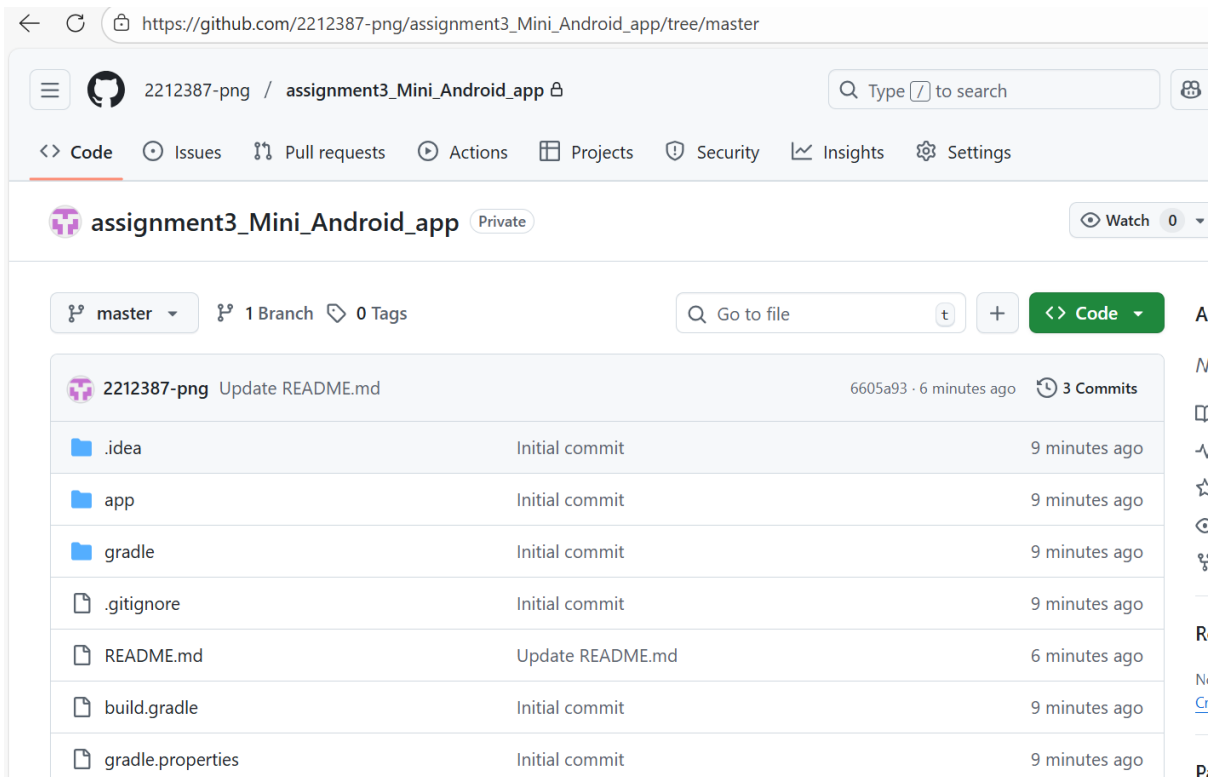 https://github.com/2212387-png/assignment3_Mini_Android_app/tree/master
2212387-png / assignment3_Mini_Android_app Type / to search
Code Issues Pull requests Actions Projects Security Insights Settings
assignment3_Mini_Android_app Private Watch 0
master 1 Branch 0 Tags Go to file t + Code
2212387-png Update README.md 6605a93 · 6 minutes ago 3 Commits
.idea Initial commit 9 minutes ago
app Initial commit 9 minutes ago
gradle Initial commit 9 minutes ago
.gitignore Initial commit 9 minutes ago
README.md Update README.md 6 minutes ago
build.gradle Initial commit 9 minutes ago
gradle.properties Initial commit 9 minutes ago